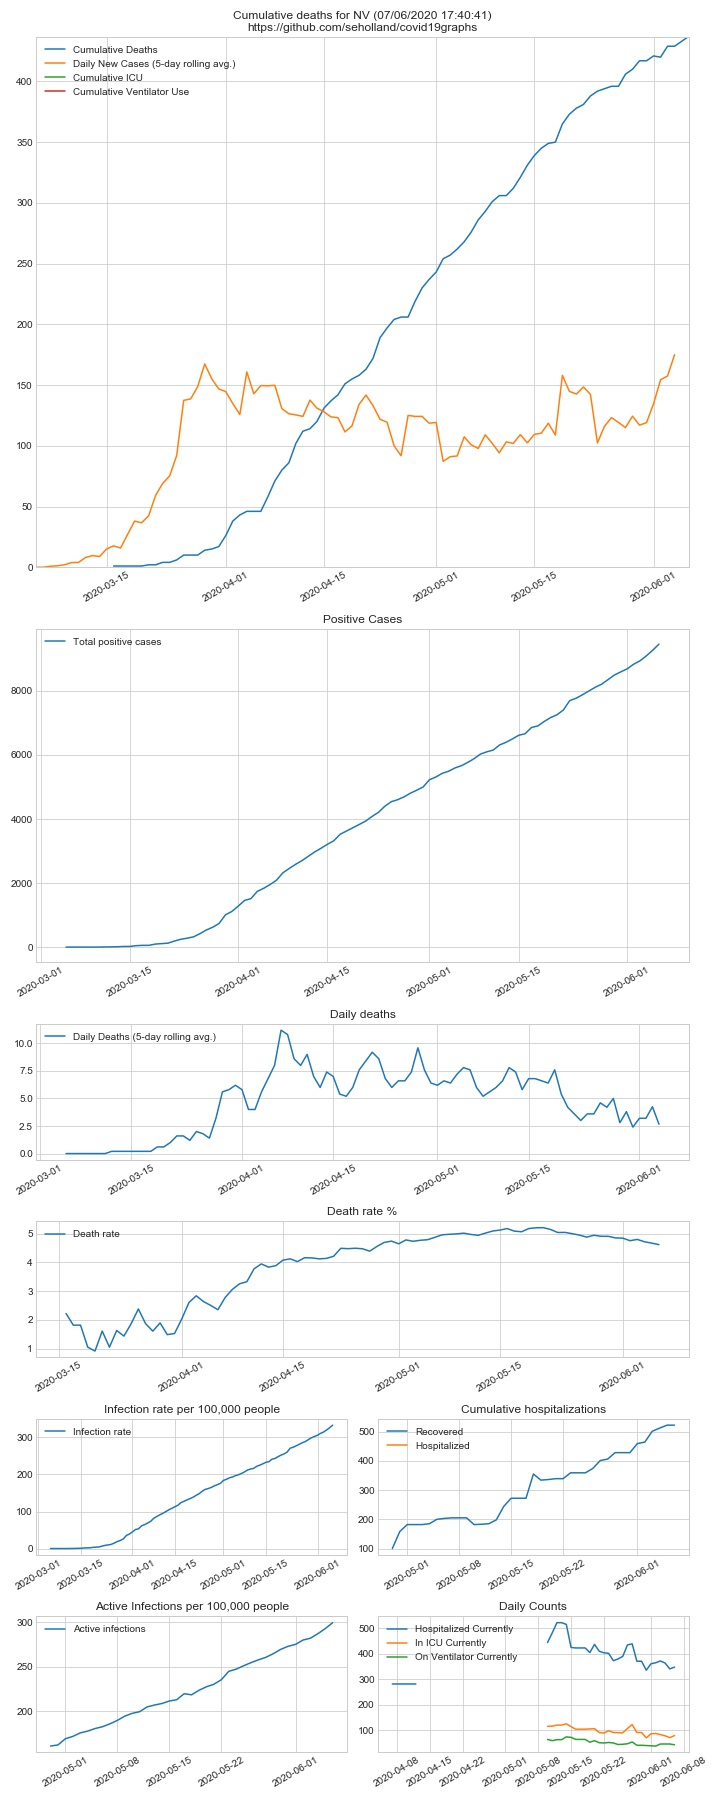 Cumulative deaths for NV (07/06/2020 17:40:41)
https://github.com/seholland/covid19graphs
Cumulative Deaths
Daily New Cases (5-day rolling avg.)
Cumulative ICU
Cumulative Ventilator Use
400
350
300
250
200
150
100
50
0
2020-03-15 2020-04-01 2020-04-15 2020-05-01 2020-05-15 2020-06-01
Positive Cases
Total positive cases
8000
6000
4000
2000
0
2020-03-01 2020-03-15 2020-04-01 2020-04-15 2020-05-01 2020-05-15 2020-06-01
Daily deaths
Daily Deaths (5-day rolling avg.)
10.0
7.5
5.0
2.5
0.0
2020-03-01 2020-03-15 2020-04-01 2020-04-15 2020-05-01 2020-05-15 2020-06-01
Death rate %
Death rate
5
4
3
2
1
2020-03-15 2020-04-01 2020-04-15 2020-05-01 2020-05-15 2020-06-01
Infection rate per 100,000 people
Infection rate
300
200
100
0
2020-03-01 2020-03-15 2020-04-01 2020-04-15 2020-05-01 2020-05-15 2020-06-01
Cumulative hospitalizations
Recovered
Hospitalized
500
400
300
200
100
2020-05-01 2020-05-08 2020-05-15 2020-05-22 2020-06-01
Active Infections per 100,000 people
Active infections
300
250
200
2020-05-01 2020-05-08 2020-05-15 2020-05-22 2020-06-01
Daily Counts
Hospitalized Currently
In ICU Currently
On Ventilator Currently
500
400
300
200
100
2020-04-08 2020-04-15 2020-04-22 2020-05-01 2020-05-08 2020-05-15 2020-05-22 2020-06-01 2020-06-08